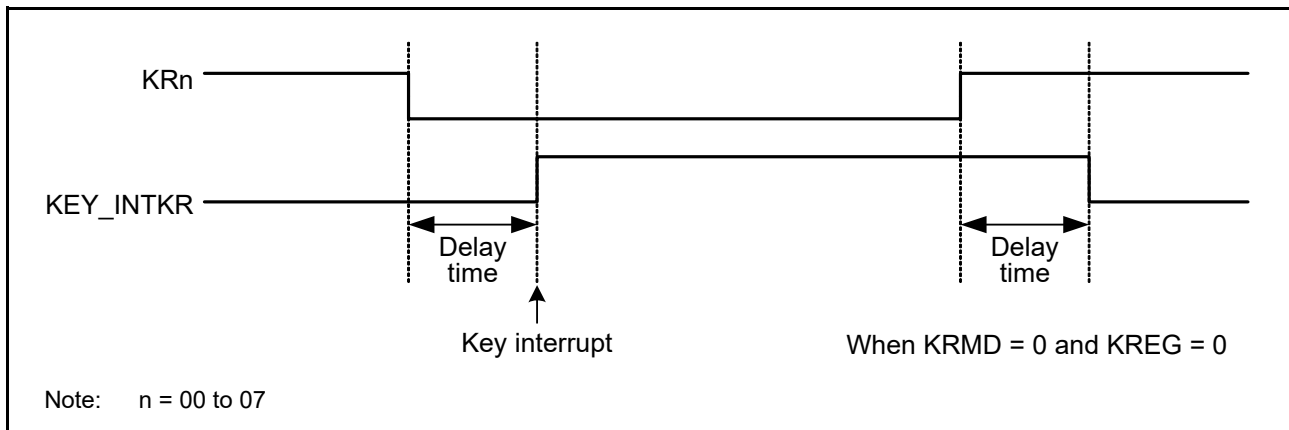 KRn
KEY_INTKR
Delay
time
Delay
time
Key interrupt
When KRMD = 0 and KREG = 0
Note: n = 00 to 07